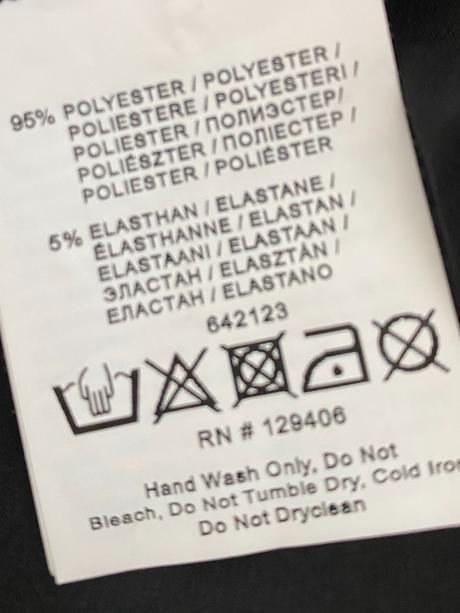 95% POLYESTER / POLYESTER /
POLIESTERE / POLYESTERI /
POLIESTER / ПОЛИЭСТЕР/
POLIÉSZTER / ПОЛІЕСТЕР /
POLIESTER / POLIÉSTER
5% ELASTHAN / ELASTANE /
ÉLASTHANNE / ELASTAN /
ELASTAANI / ELASTAAN /
ЭЛАСТАН / ELASZTÁN /
ЕЛАСТАН / ELASTANO
642123
RN # 129406
Hand Wash Only, Do Not
Bleach, Do Not Tumble Dry, Cold Iron
Do Not Dryclean